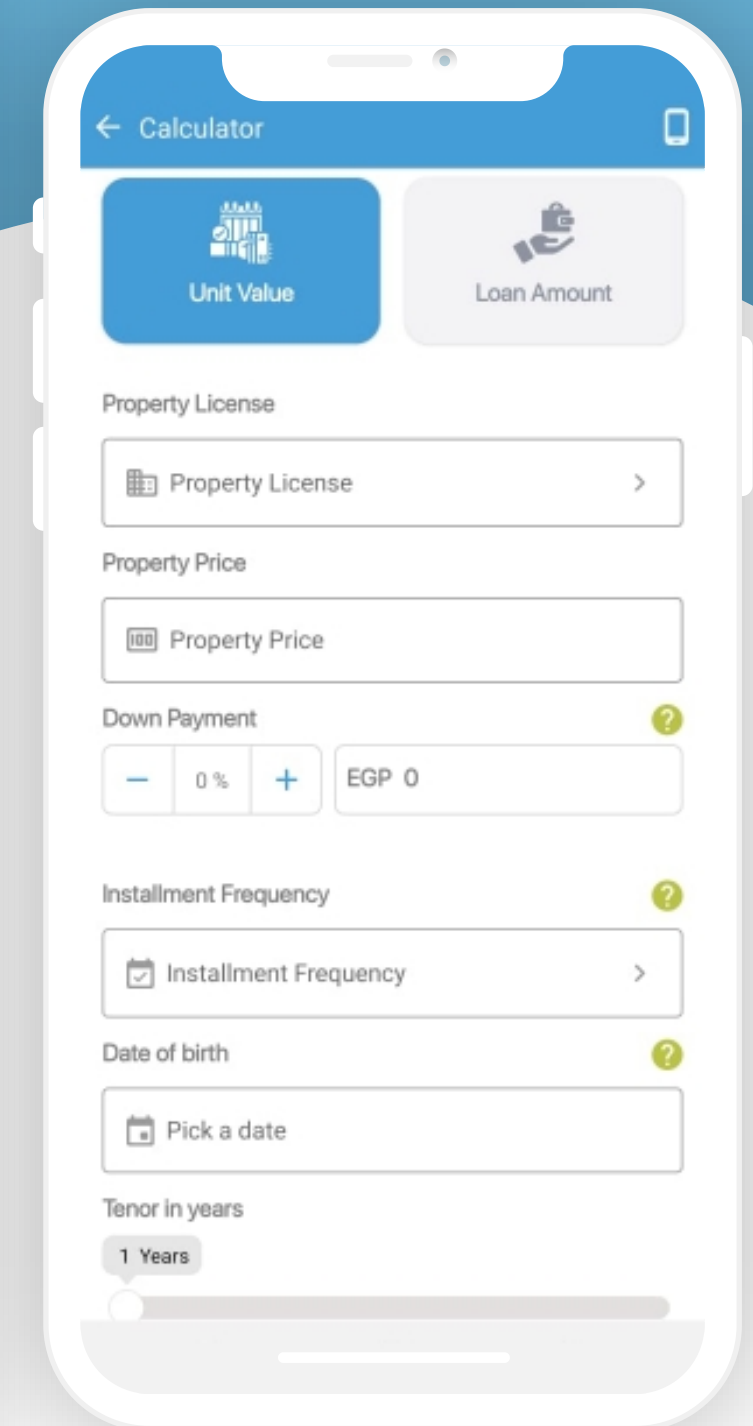 Calculator
Unit Value
Loan Amount
Property License
Property License
Property Price
100 Property Price
Down Payment
0 %
EGP 0
Installment Frequency
Installment Frequency
Date of birth
Pick a date
Tenor in years
1 Years